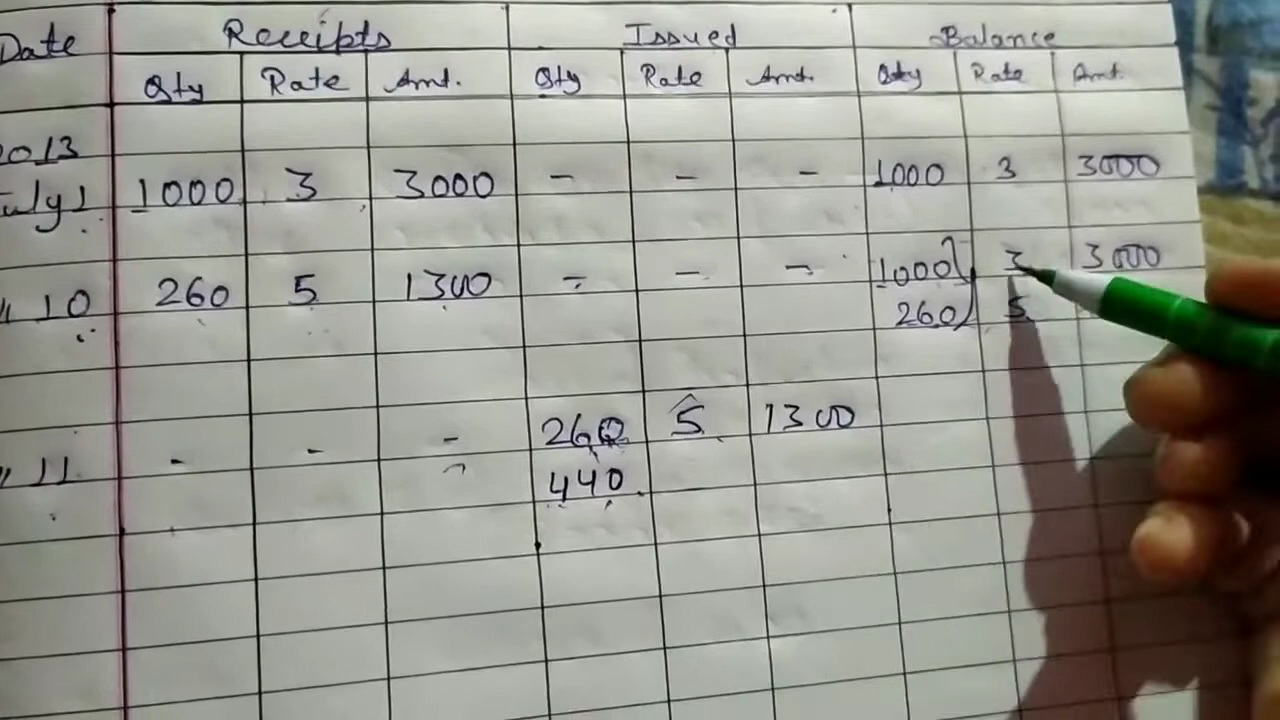 Date Receipts Issued Balance
Qty Rate Amt. Qty Rate Amt. Qty Rate Amt.
2013
July 1 1000 3 3000 - - - 1000 3 3000
" 10 260 5 1300 - - - 1000 3 3000
260 5
" 11 - - - 260 5 1300
440